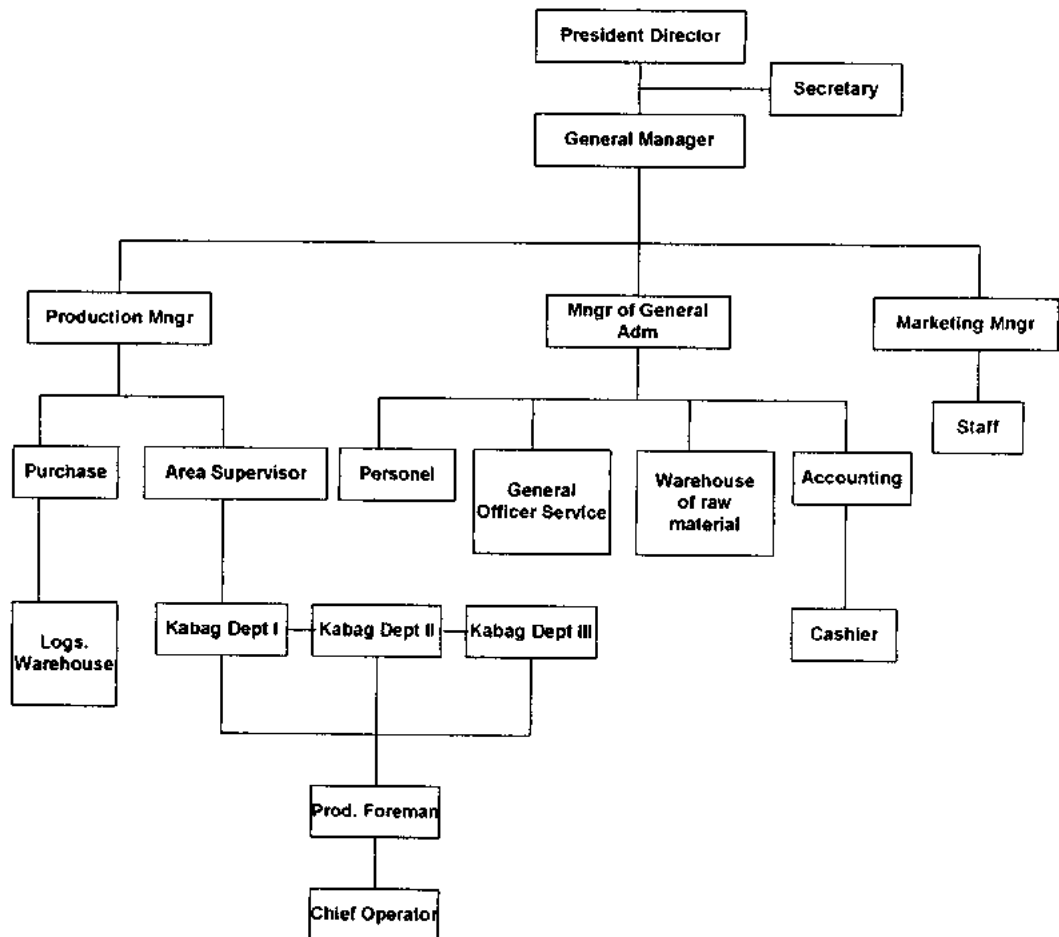 President Director
Secretary
General Manager
Production Mngr
Mngr of General
Adm
Marketing Mngr
Staff
Purchase
Area Supervisor
Personel
General
Officer Service
Warehouse
of raw
material
Accounting
Logs.
Warehouse
Kabag Dept I
Kabag Dept II
Kabag Dept III
Cashier
Prod. Foreman
Chief Operator